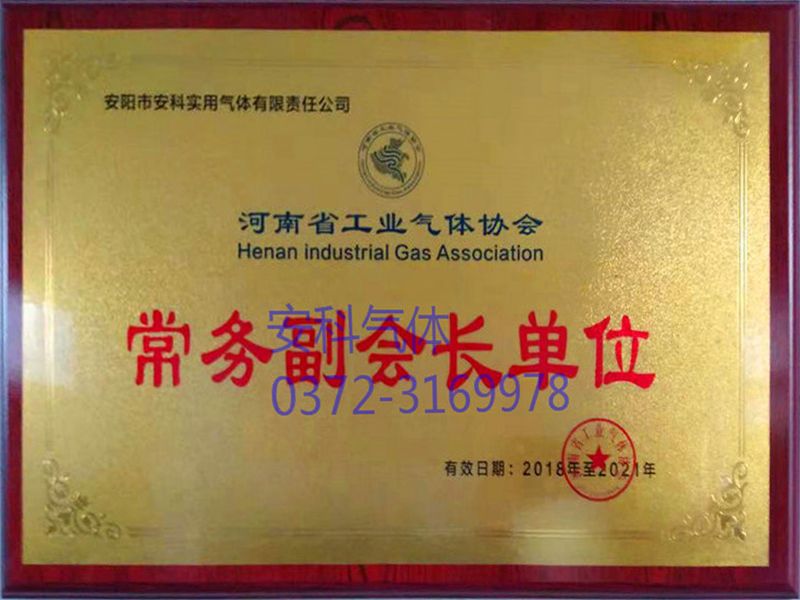 安阳市安科实用气体有限责任公司
河南省工业气体协会
Henan industrial Gas Association
常务副会长单位
安科气体
0372-3169978
有效日期：2018年至2021年